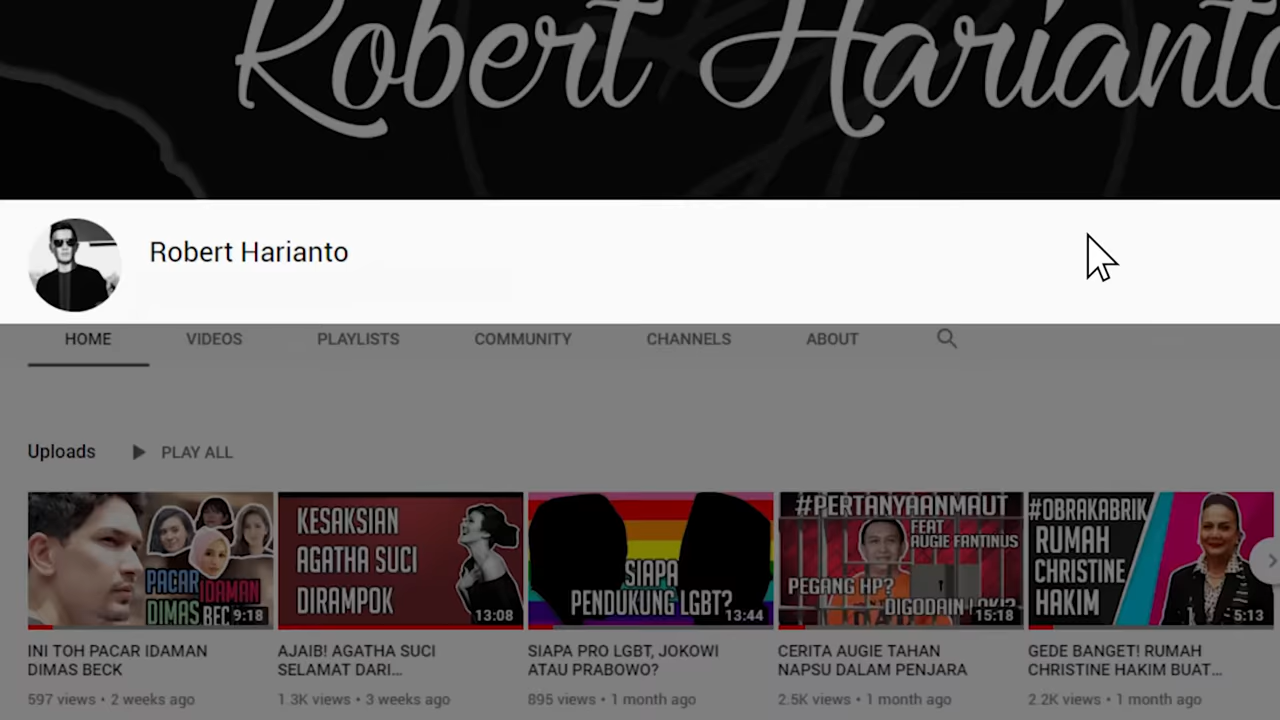 Robert Harianto
Robert Harianto
HOME VIDEOS PLAYLISTS COMMUNITY CHANNELS ABOUT
Uploads PLAY ALL
PACAR IDAMAN
DIMAS BEC
9:18
KESAKSIAN
AGATHA SUCI
DIRAMPOK
13:08
SIAPA
PENDUKUNG LGBT?
13:44
#PERTANYAANMAUT
FEAT
AUGIE FANTINUS
PEGANG HP?
DIGODAIN
15:18
#OBRAKABRIK
RUMAH
CHRISTINE
HAKIM
5:13
INI TOH PACAR IDAMAN
DIMAS BECK
597 views • 2 weeks ago
AJAIB! AGATHA SUCI
SELAMAT DARI...
1.3K views • 3 weeks ago
SIAPA PRO LGBT, JOKOWI
ATAU PRABOWO?
895 views • 1 month ago
CERITA AUGIE TAHAN
NAPSU DALAM PENJARA
2.5K views • 1 month ago
GEDE BANGET! RUMAH
CHRISTINE HAKIM BUAT...
2.2K views • 1 month ago